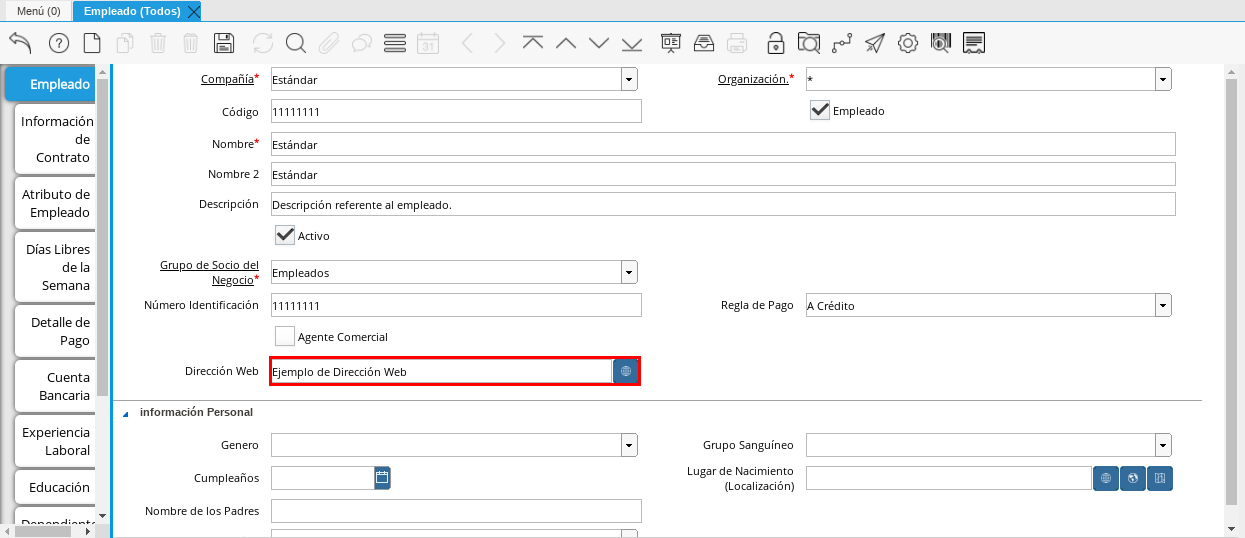 Menú (0)
Empleado (Todos)
31
Empleado
Información
de
Contrato
Atributo de
Empleado
Días Libres
de la
Semana
Detalle de
Pago
Cuenta
Bancaria
Experiencia
Laboral
Educación
Compañía*
Estándar
Organización.*
*
Código
11111111
Empleado
Nombre*
Estándar
Nombre 2
Estándar
Descripción
Descripción referente al empleado.
Activo
Grupo de Socio del
Negocio*
Empleados
Número Identificación
11111111
Regla de Pago
A Crédito
Agente Comercial
Dirección Web
Ejemplo de Dirección Web
información Personal
Genero
Grupo Sanguíneo
Cumpleaños
Lugar de Nacimiento
(Localización)
Nombre de los Padres